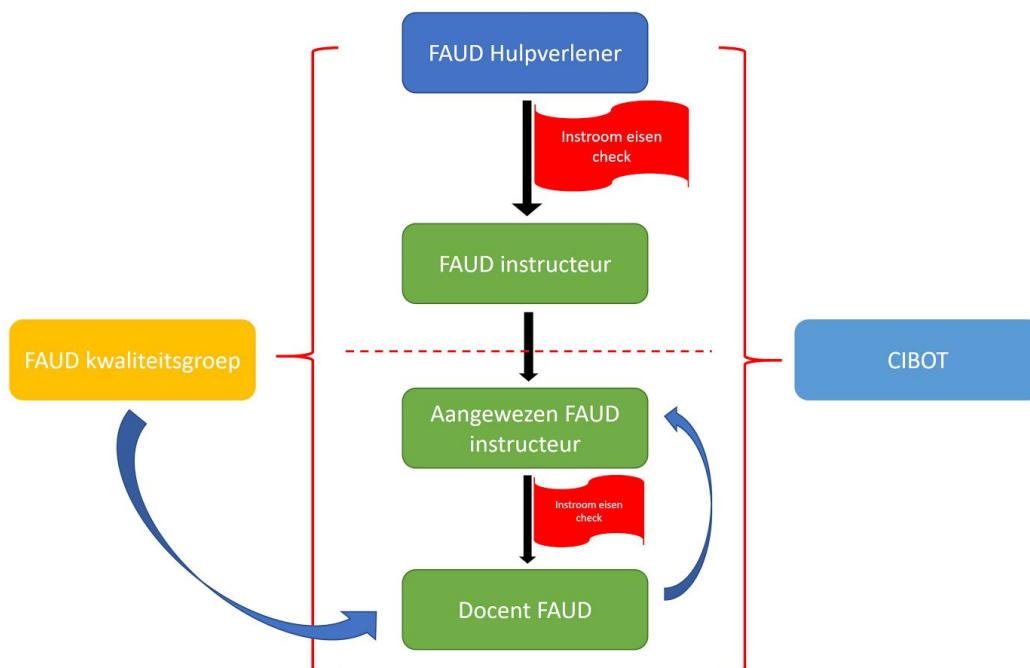 FAUD Hulpverlener
Instroom eisen
check
FAUD instructeur
FAUD kwaliteitsgroep
CIBOT
Aangewezen FAUD
instructeur
Instroom eisen
check
Docent FAUD